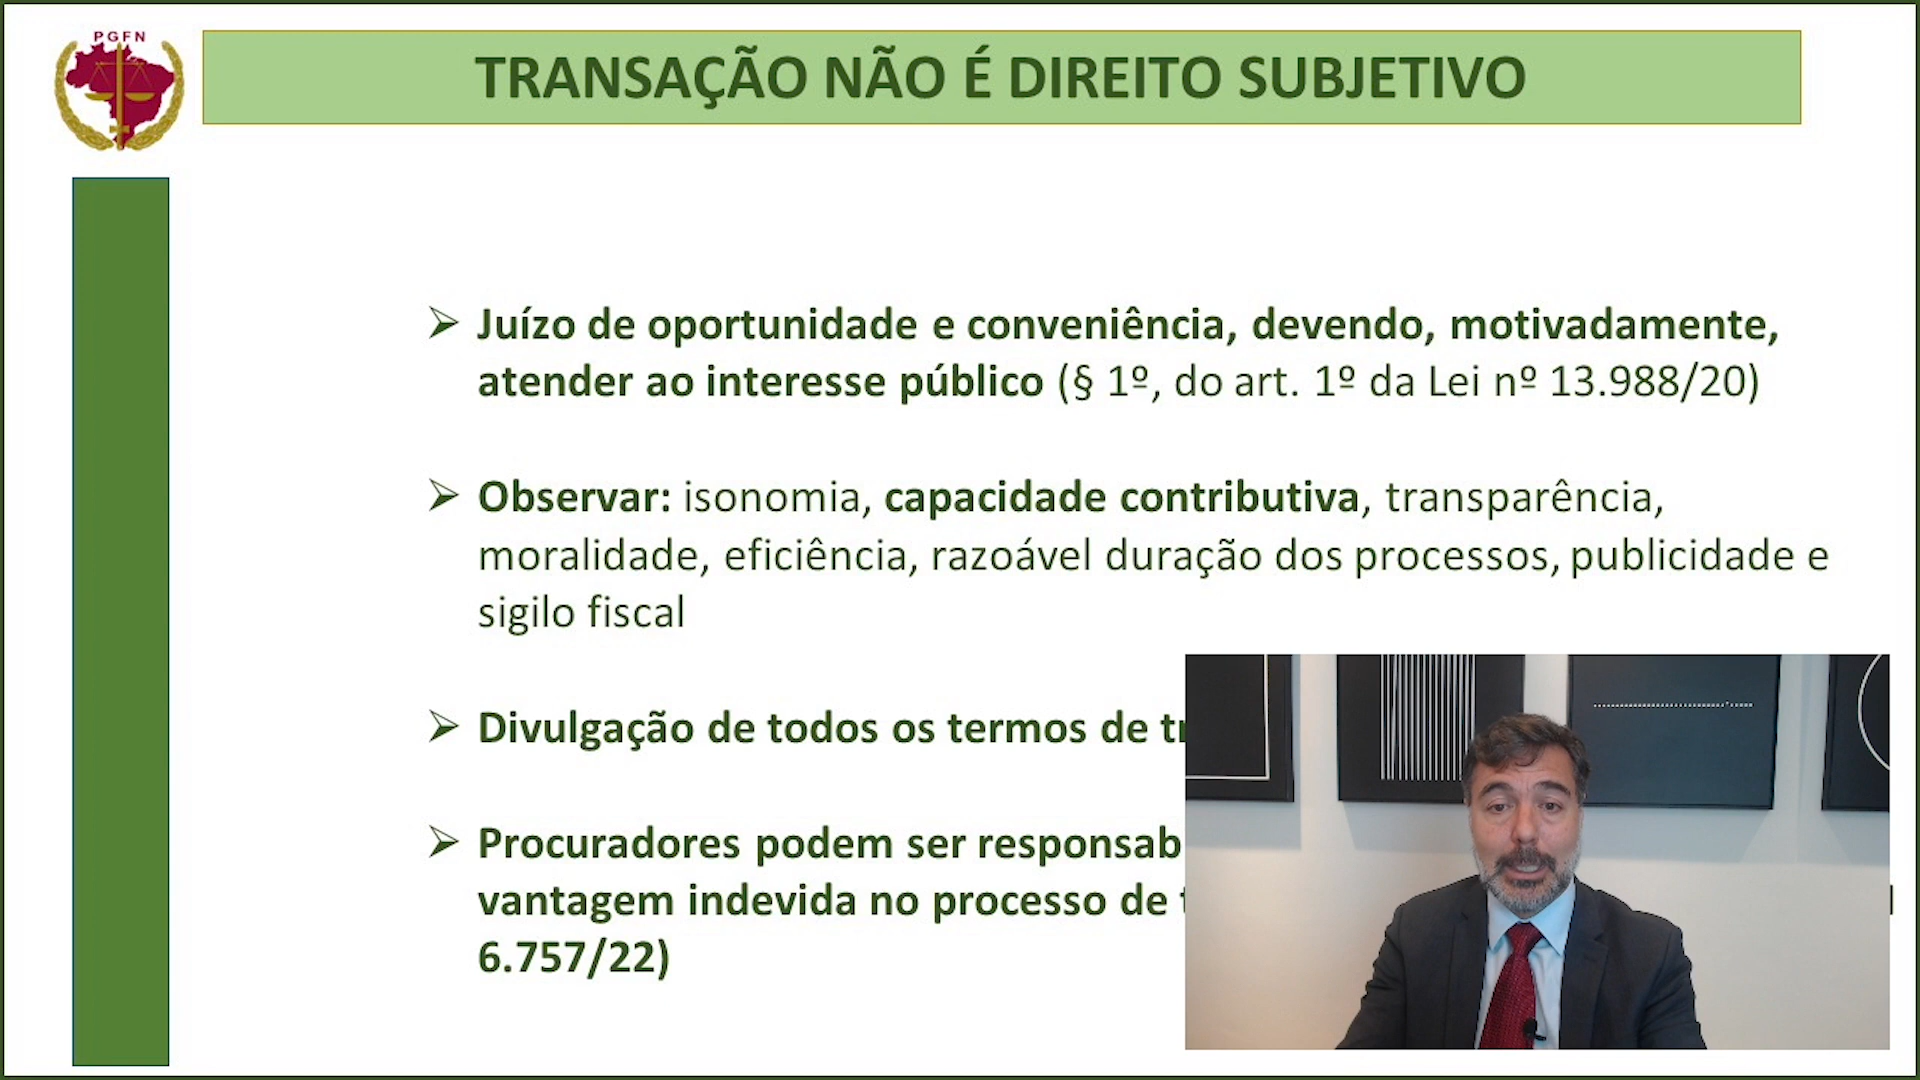 PGFN
TRANSAÇÃO NÃO É DIREITO SUBJETIVO
➢ Juízo de oportunidade e conveniência, devendo, motivadamente,
atender ao interesse público (§ 1º, do art. 1º da Lei nº 13.988/20)
➢ Observar: isonomia, capacidade contributiva, transparência,
moralidade, eficiência, razoável duração dos processos, publicidade e
sigilo fiscal
➢ Divulgação de todos os termos de
➢ Procuradores podem ser
vantagem indevida no processo de
6.757/22)